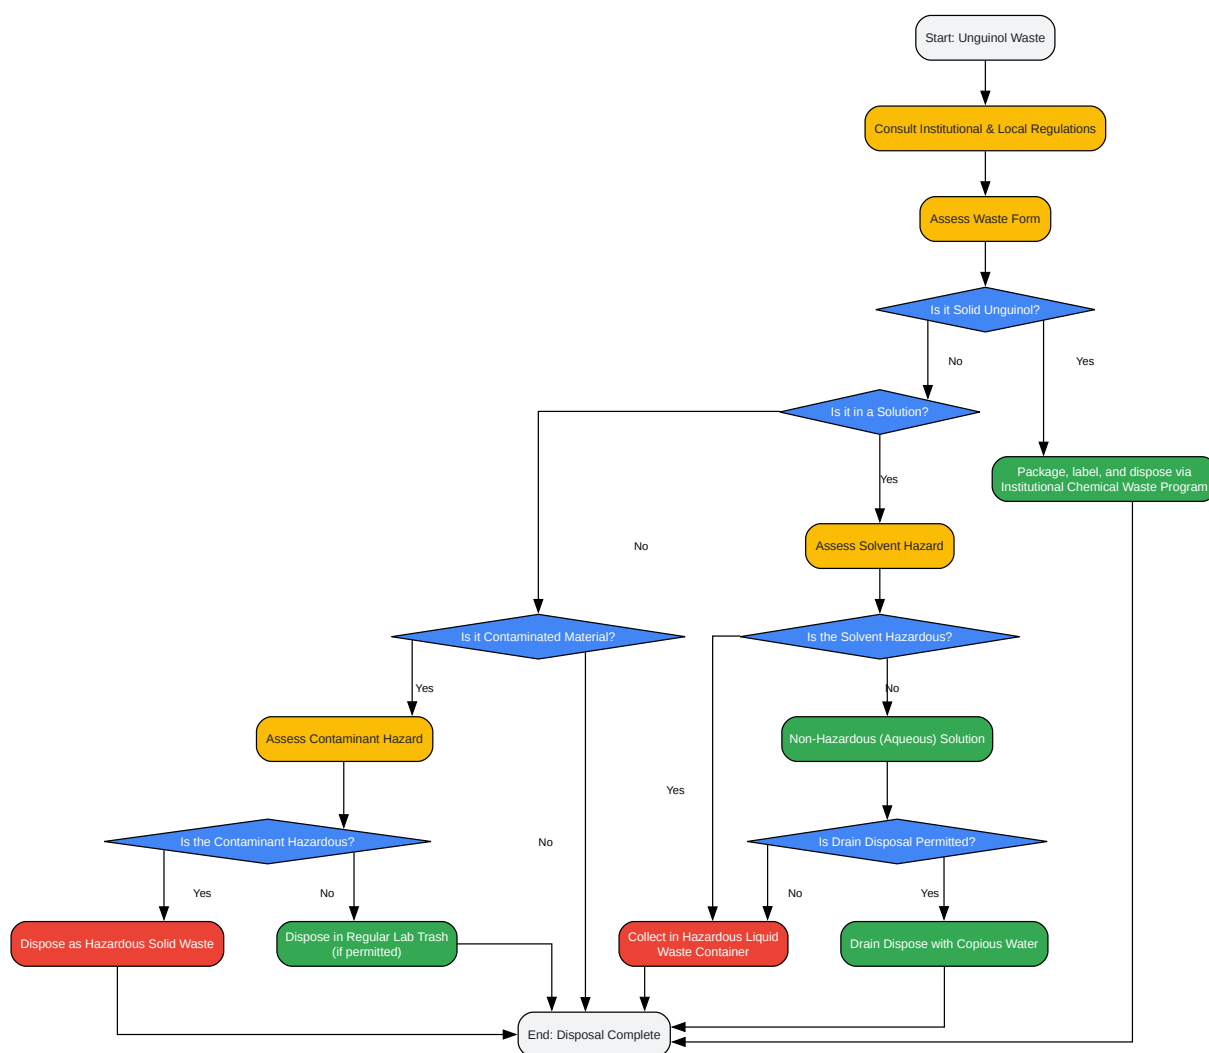 Start: Unguinol Waste
Consult Institutional & Local Regulations
Assess Waste Form
Is it Solid Unguinol?
No
Yes
Is it in a Solution?
Package, label, and dispose via
Institutional Chemical Waste Program
Yes
No
Assess Solvent Hazard
Is it Contaminated Material?
Is the Solvent Hazardous?
Yes
No
Assess Contaminant Hazard
Non-Hazardous (Aqueous) Solution
Yes
No
Is the Contaminant Hazardous?
Is Drain Disposal Permitted?
Yes
No
No
Yes
Dispose as Hazardous Solid Waste
Dispose in Regular Lab Trash
(if permitted)
Collect in Hazardous Liquid
Waste Container
Drain Dispose with Copious Water
End: Disposal Complete